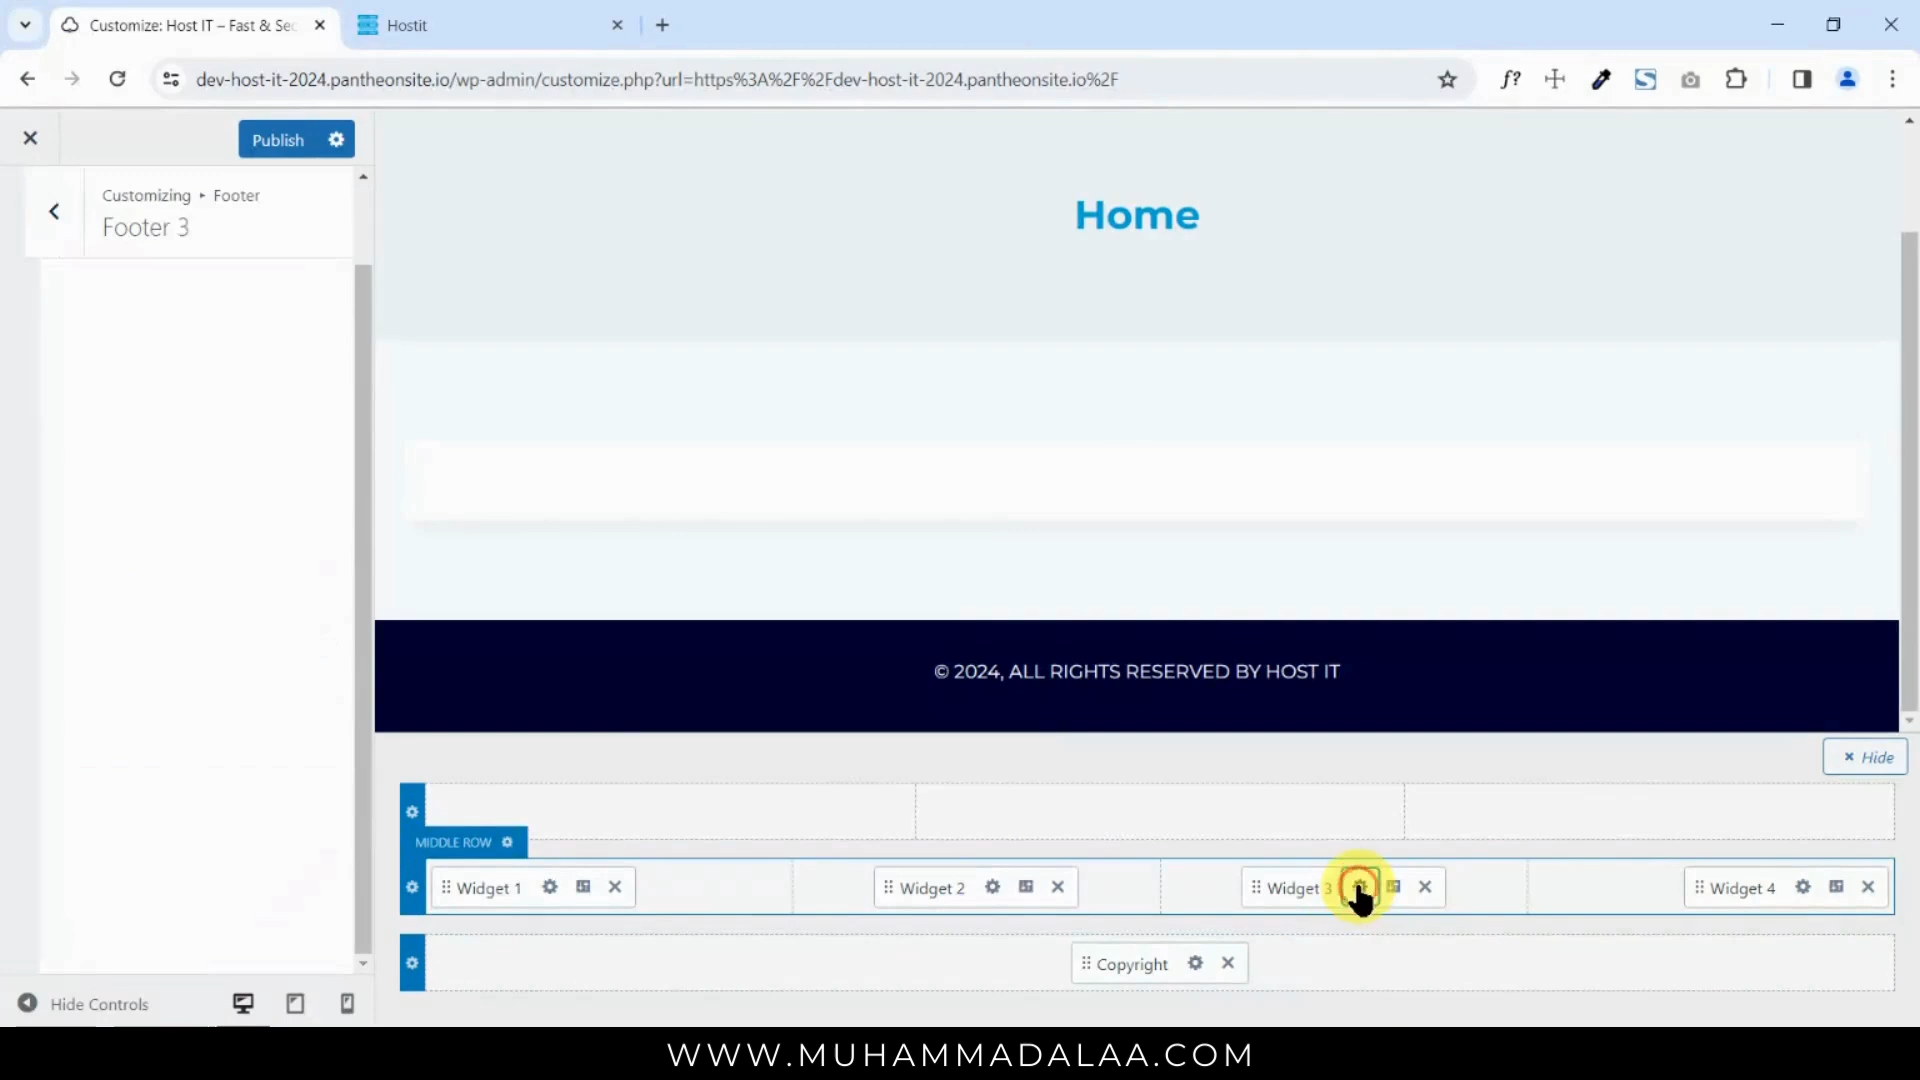 Customize: Host IT – Fast & Sec
Hostit
dev-host-it-2024.pantheonsite.io/wp-admin/customize.php?url=https%3A%2F%2Fdev-host-it-2024.pantheonsite.io%2F
f?
Publish
Customizing ▸ Footer
Footer 3
Home
© 2024, ALL RIGHTS RESERVED BY HOST IT
× Hide
MIDDLE ROW
Widget 1
Widget 2
Widget 3
Widget 4
Copyright
Hide Controls
WWW.MUHAMMADALAA.COM